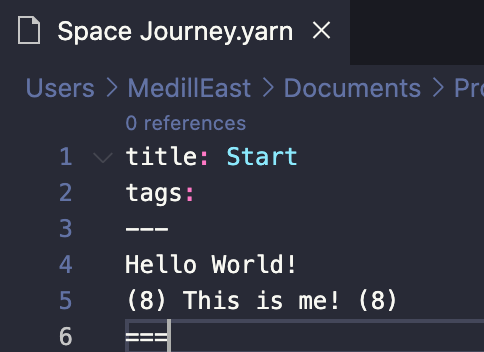 Space Journey.yarn ×
Users > MedillEast > Documents > Pr
0 references
1 title: Start
2 tags:
3 ---
4 Hello World!
5 (8) This is me! (8)
6 ===